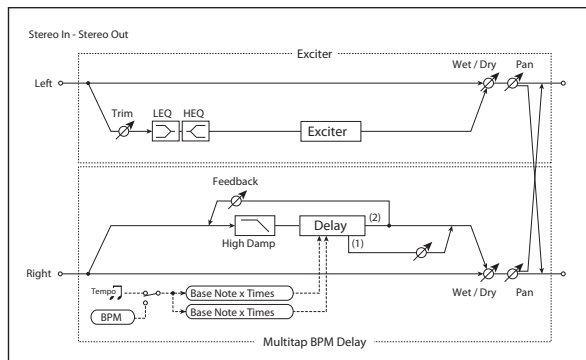 Stereo In - Stereo Out
Exciter
Wet / Dry Pan
Left
Trim LEQ HEQ
Exciter
Feedback
(2)
Delay
High Damp (1)
Right
Tempo
Base Note x Times
Wet / Dry Pan
BPM
Base Note x Times
Multitap BPM Delay